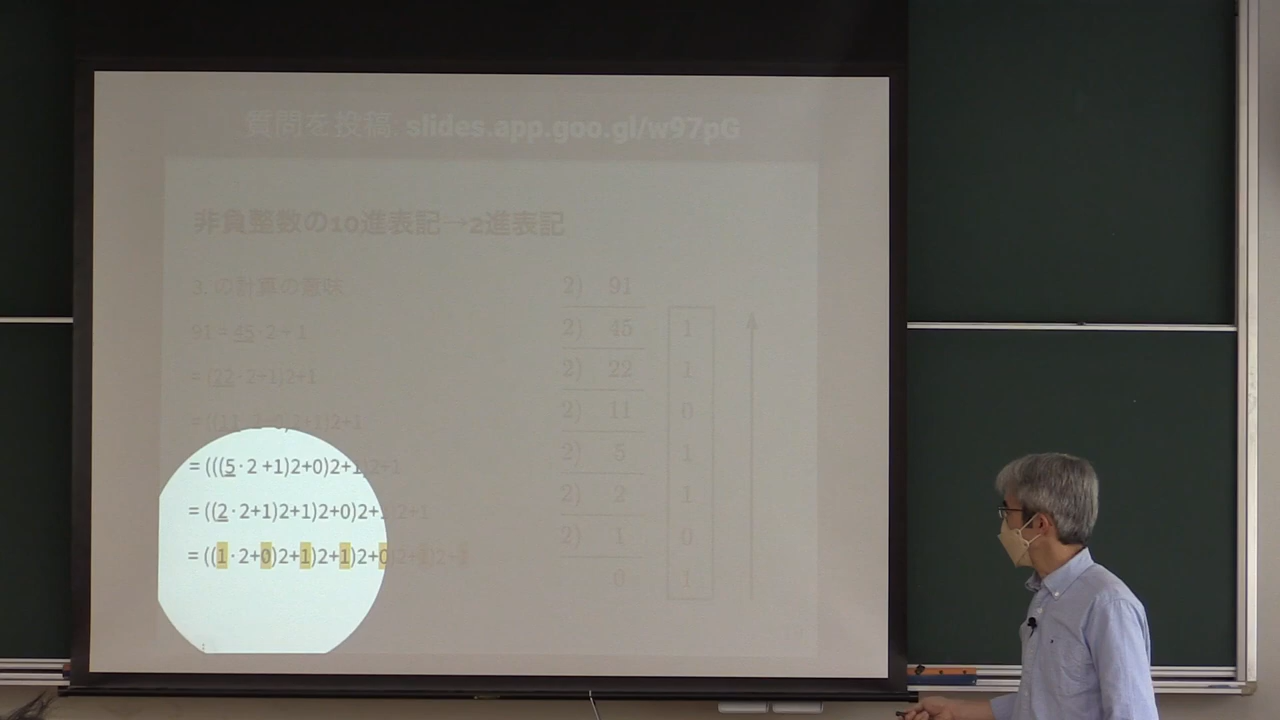 質問を投稿 slides.app.goo.gl/w97pG
非負整数の10進表記→2進表記
3. の計算の意味
91 = 45 · 2 + 1
= (22 · 2+1)2+1
= ((11 · 2+0)2+1)2+1
= (((5 · 2 +1)2+0)2+1)2+1
= ((2 · 2+1)2+1)2+0)2+1)2+1
= ((1 · 2+0)2+1)2+1)2+0)2+1)2+1
2) 91
2) 45 1
2) 22 1
2) 11 0
2) 5 1
2) 2 1
2) 1 0
0 1